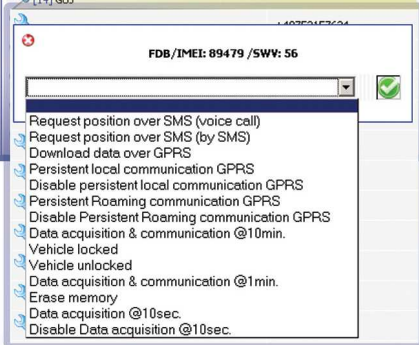 [14] GUS
FDB/IMEI: 89479 /SWV: 56
Request position over SMS (voice call)
Request position over SMS (by SMS)
Download data over GPRS
Persistent local communication GPRS
Disable persistent local communication GPRS
Persistent Roaming communication GPRS
Disable Persistent Roaming communication GPRS
Data acquisition & communication @10min.
Vehicle locked
Vehicle unlocked
Data acquisition & communication @1min.
Erase memory
Data acquisition @10sec.
Disable Data acquisition @10sec.